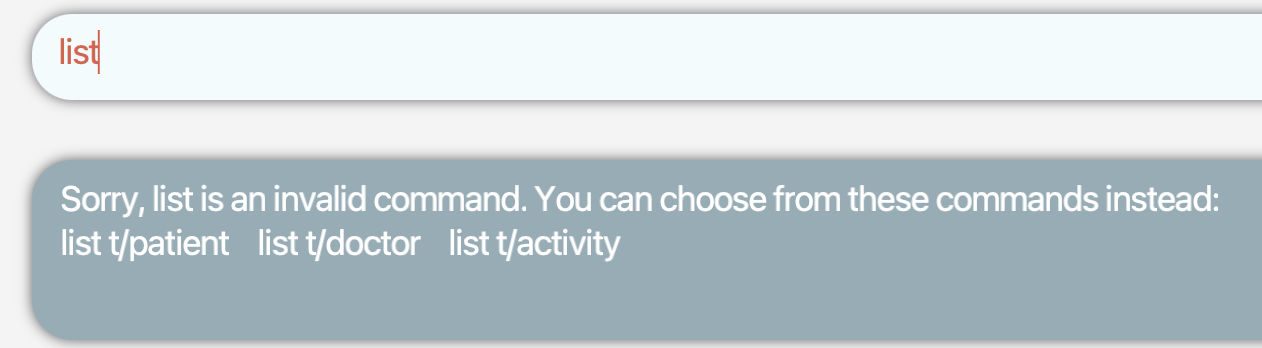 list
Sorry, list is an invalid command. You can choose from these commands instead:
list t/patient    list t/doctor    list t/activity